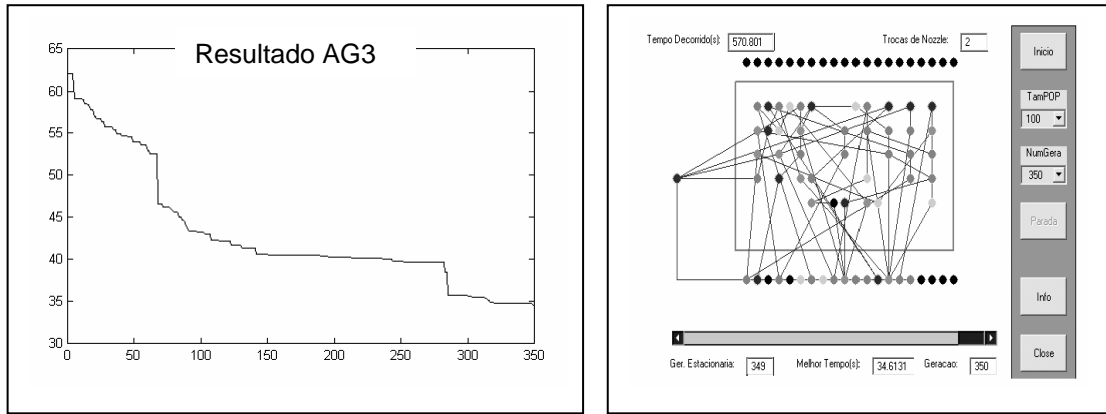 Resultado AG3
65
60
55
50
45
40
35
30
0 50 100 150 200 250 300 350
Tempo Decorrido(s): 570.801 Trocas de Nozzle: 2
Inicio
TamPOP
100
NumGera
350
Parada
Info
Close
Ger. Estacionaria: 349 Melhor Tempo(s): 34.6131 Geracao: 350